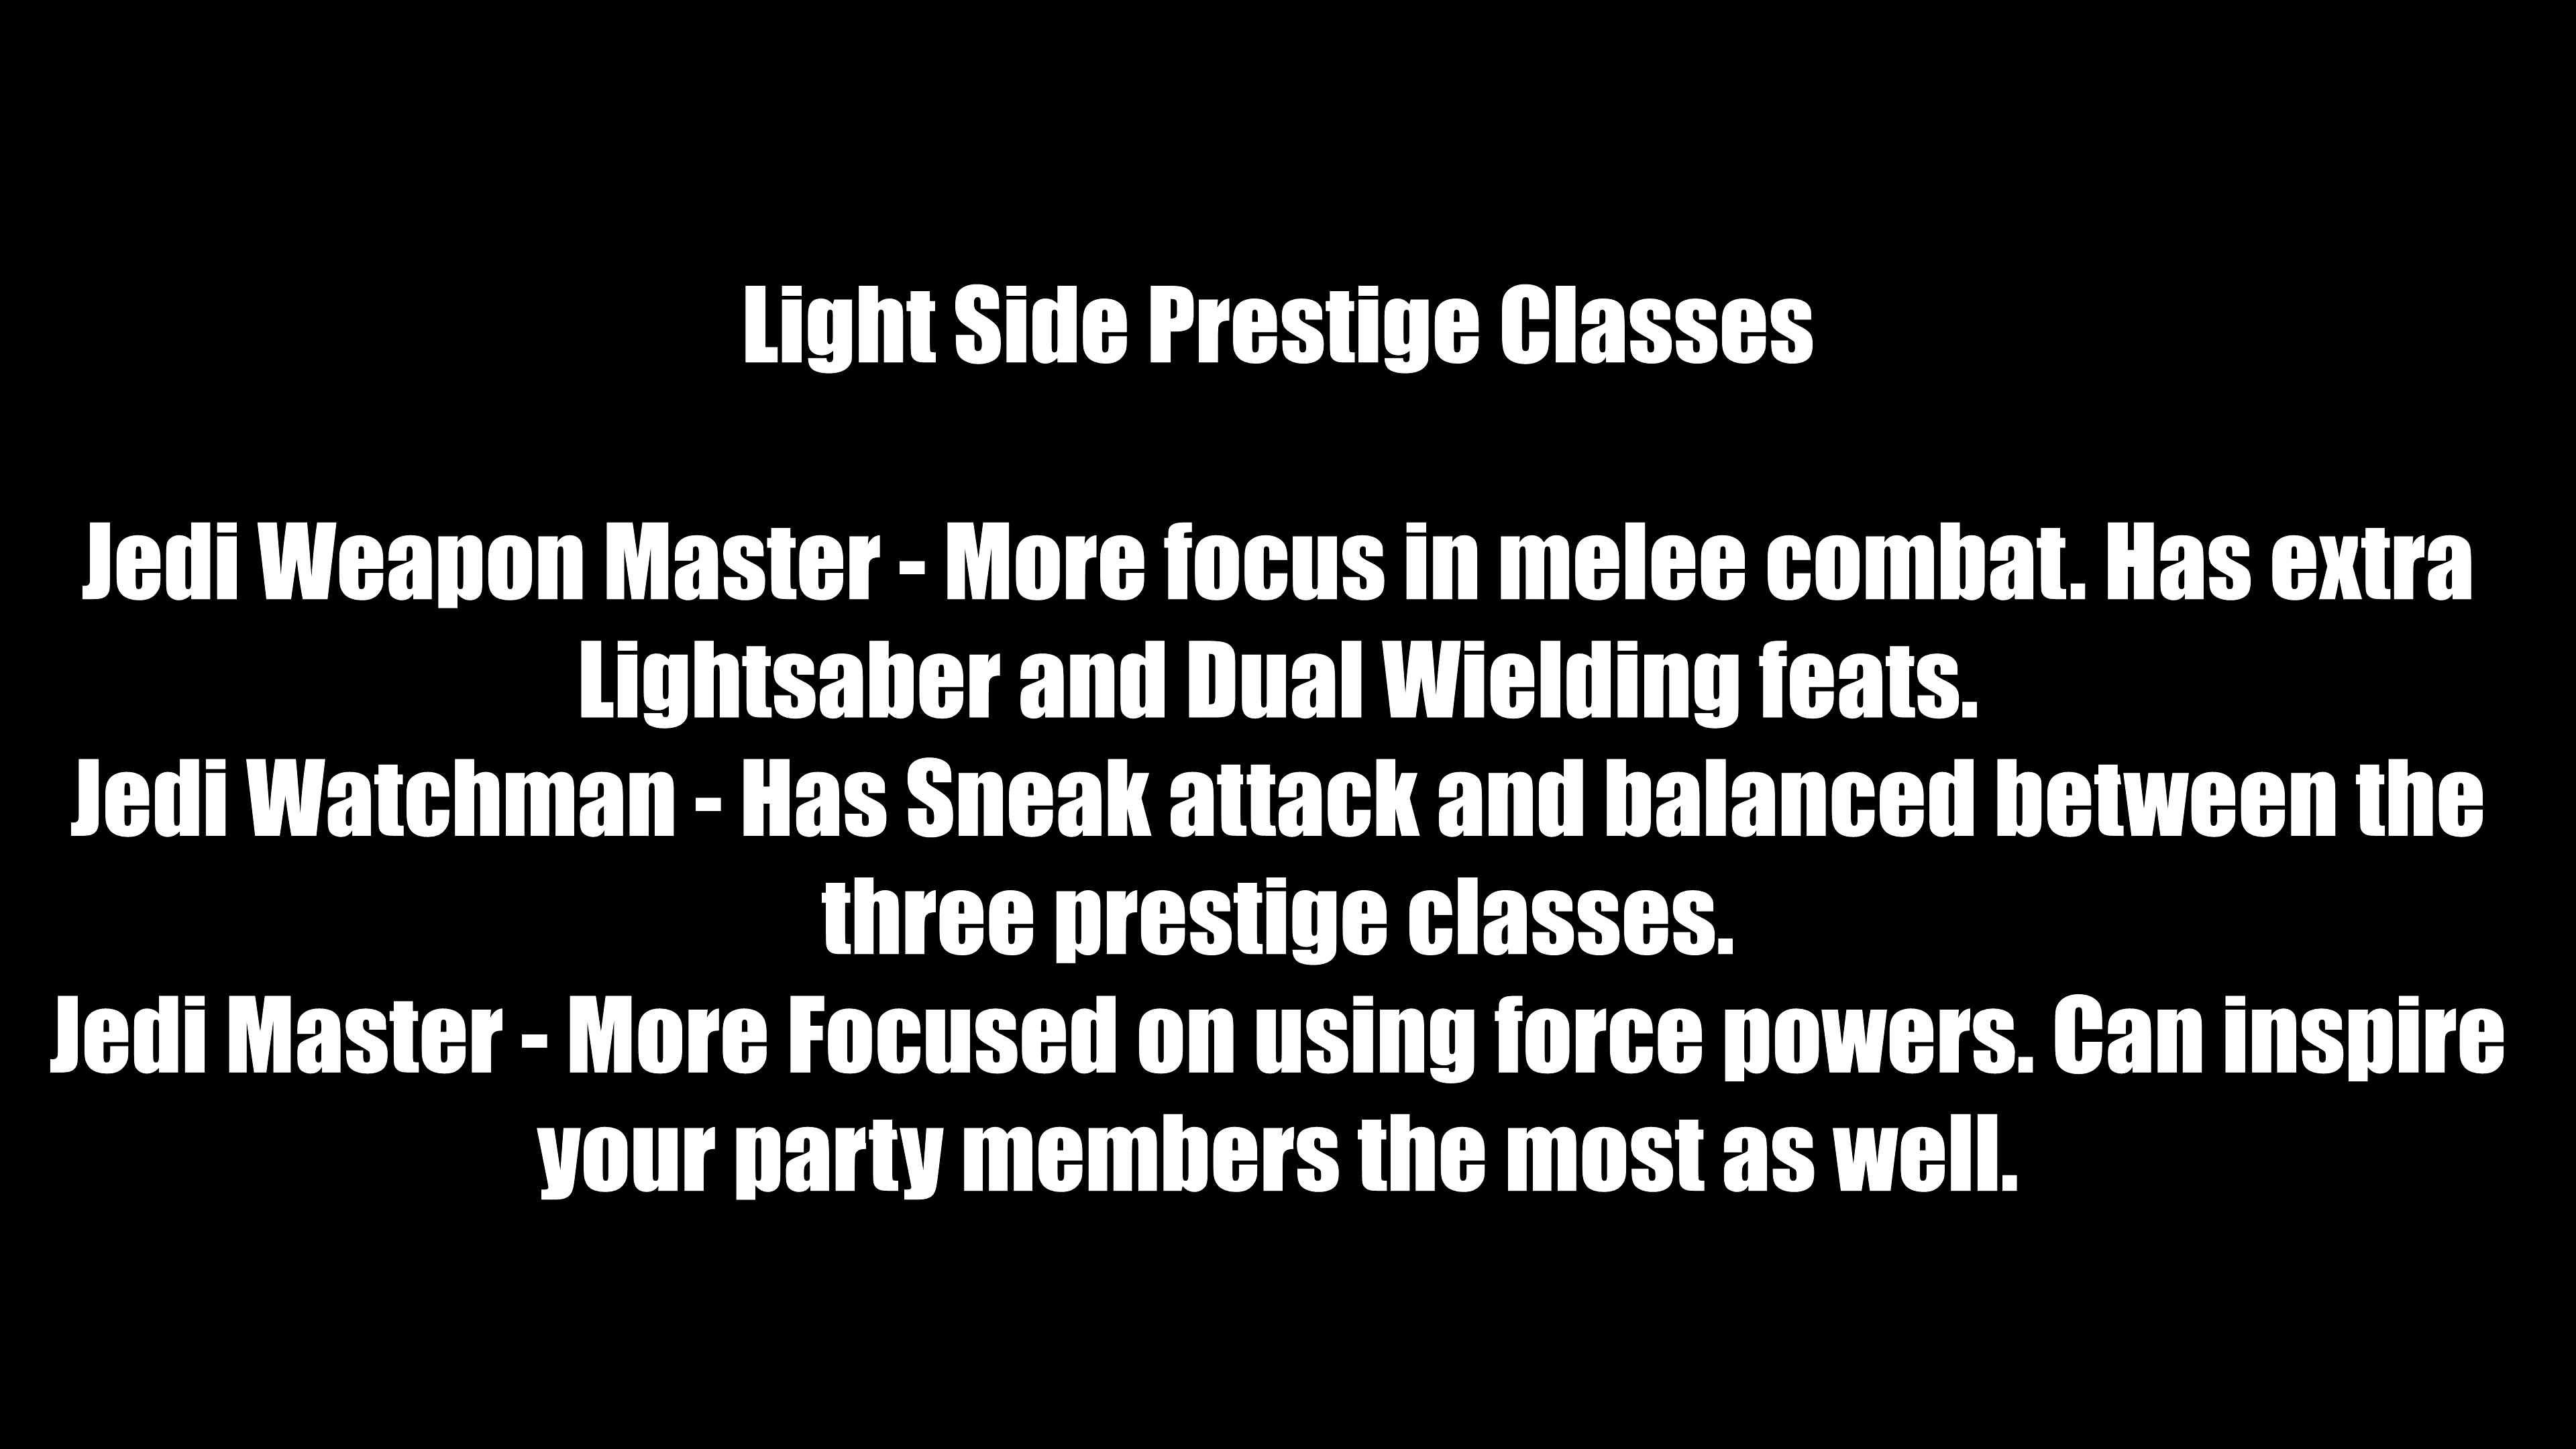 Light Side Prestige Classes
Jedi Weapon Master - More focus in melee combat. Has extra
Lightsaber and Dual Wielding feats.
Jedi Watchman - Has Sneak attack and balanced between the
three prestige classes.
Jedi Master - More Focused on using force powers. Can inspire
your party members the most as well.